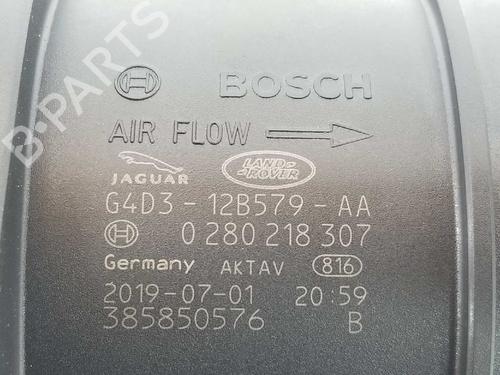 BOSCH
AIR FLOW
JAGUAR
LAND-
ROVER
G4D3-12B579-AA
0 280 218 307
Germany AKTAV 816
2019-07-01 20:59
385850576 B
B-PARTS